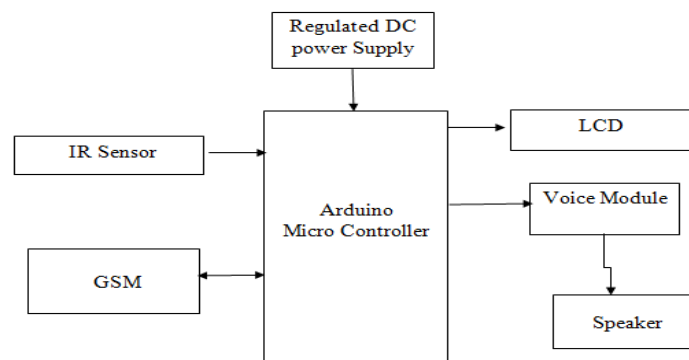 Regulated DC
power Supply
IR Sensor
LCD
Arduino
Micro Controller
Voice Module
GSM
Speaker